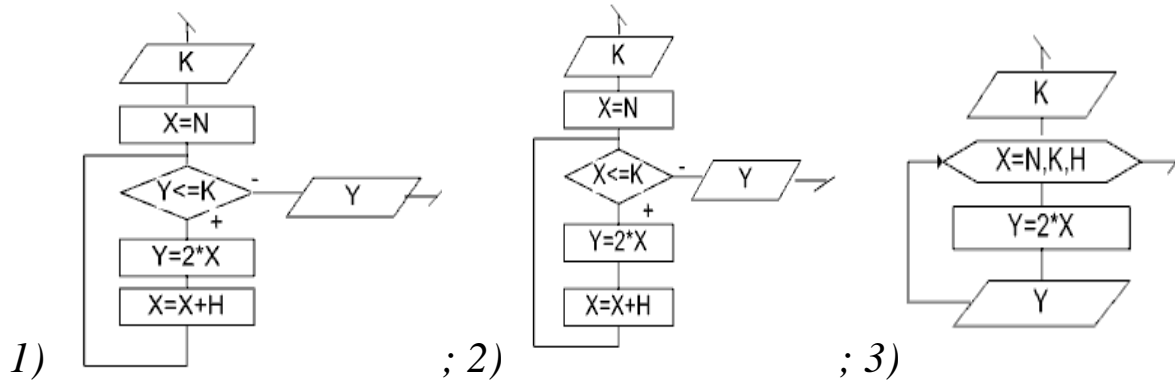 K
X=N
Y<=K
-
Y
+
Y=2*X
X=X+H
1)
K
X=N
X<=K
-
Y
+
Y=2*X
X=X+H
; 2)
K
X=N,K,H
Y=2*X
Y
; 3)